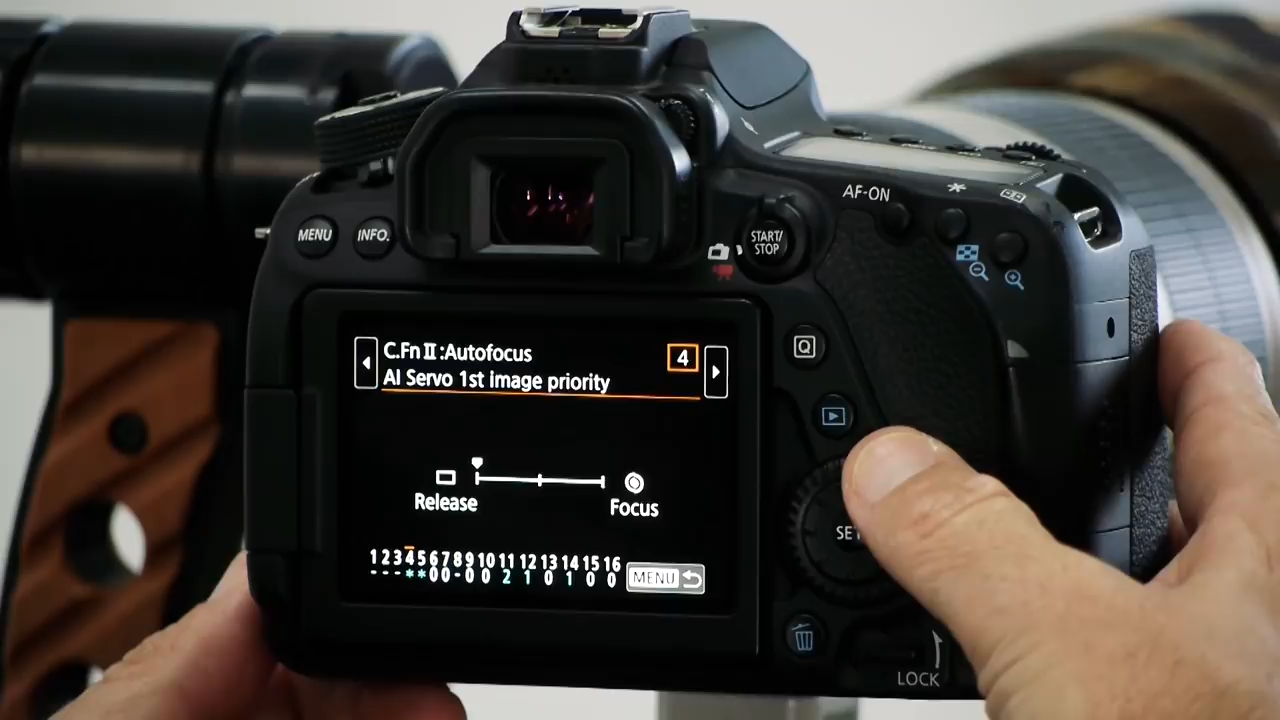 AF-ON
MENU
INFO.
START/
STOP
Q
C.Fn II :Autofocus
4
AI Servo 1st image priority
Release
Focus
1 2 3 4 5 6 7 8 9 10 11 12 13 14 15 16
- - - * * 0 0 - 0 0 2 1 0 1 0 0
MENU
SET
LOCK